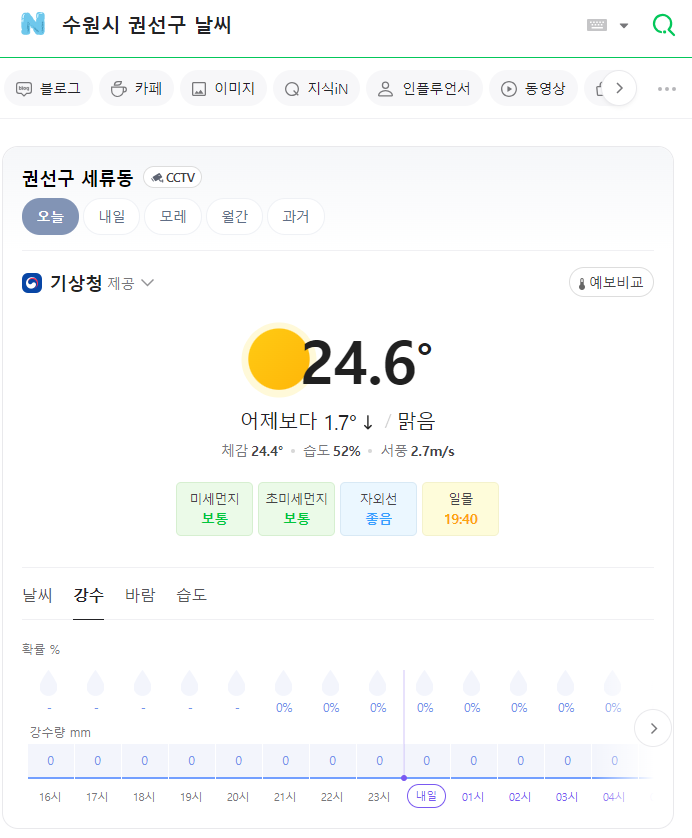 N 수원시 권선구 날씨
블로그 카페 이미지 지식iN 인플루언서 동영상
권선구 세류동 CCTV
오늘 내일 모레 월간 과거
기상청 제공 예보비교
24.6°
어제보다 1.7° ↓ / 맑음
체감 24.4° • 습도 52% • 서풍 2.7m/s
미세먼지 초미세먼지 자외선 일몰
보통 보통 좋음 19:40
날씨 강수 바람 습도
확률 %
- - - - - 0% 0% 0% 0% 0% 0% 0% 0%
강수량 mm
0 0 0 0 0 0 0 0 0 0 0 0 0
16시 17시 18시 19시 20시 21시 22시 23시 내일 01시 02시 03시 04시